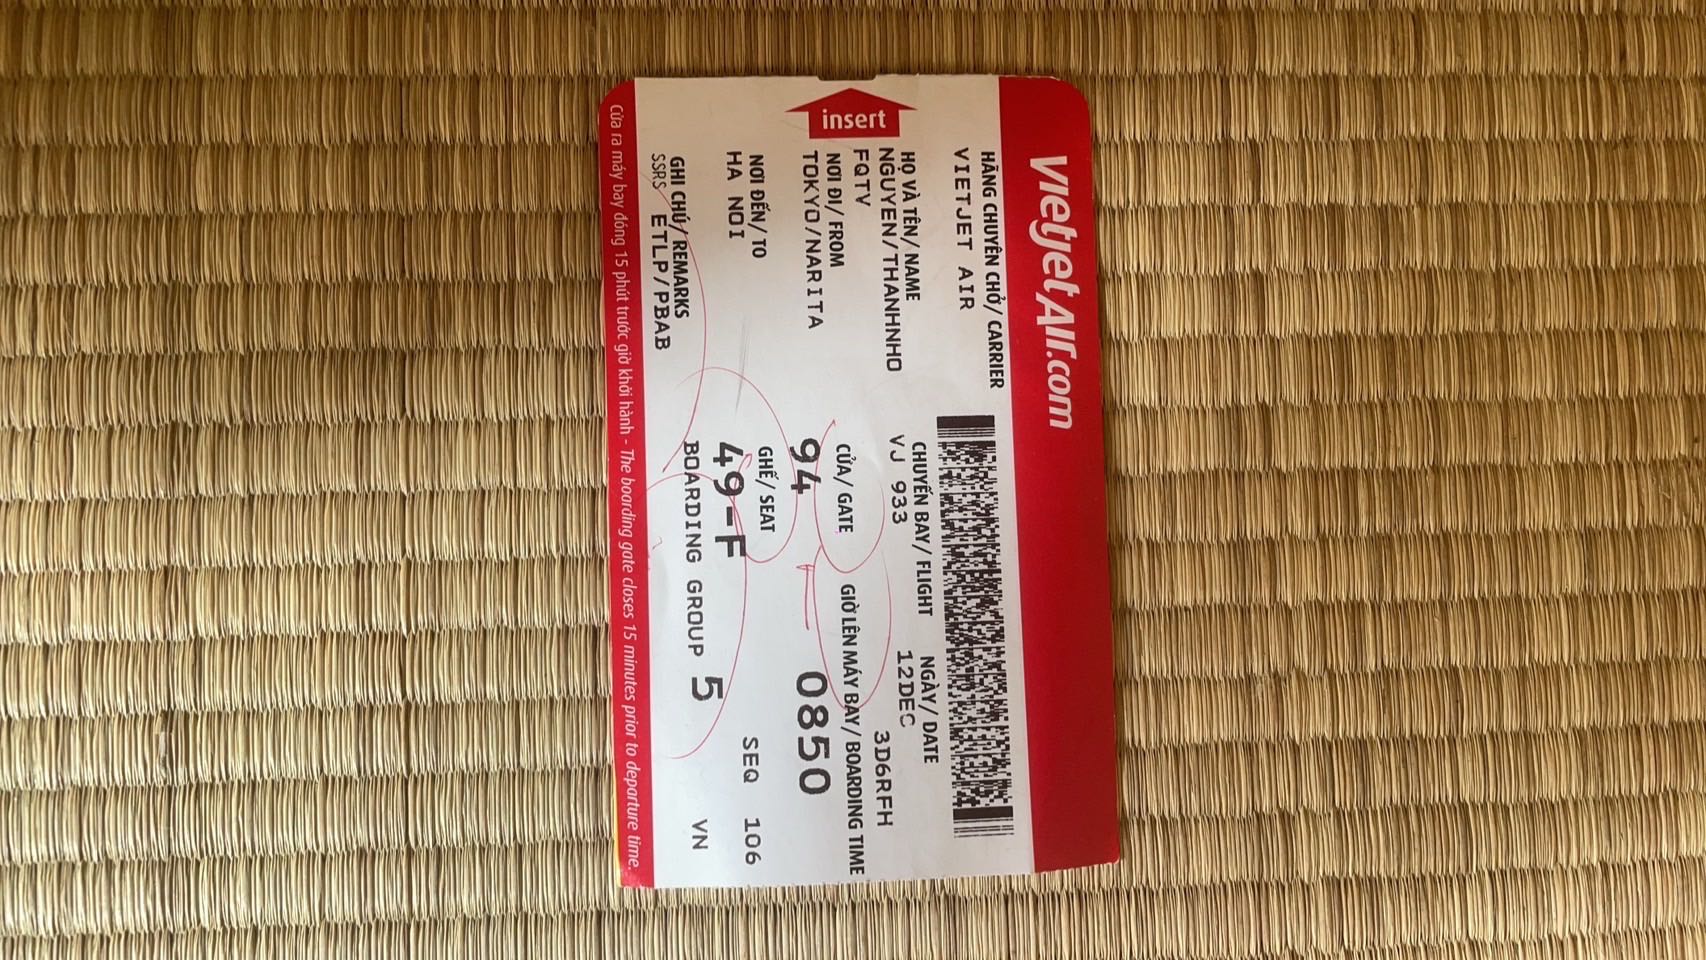 vietjetAir.com
HÃNG CHUYÊN CHỞ/ CARRIER
VIETJET AIR
HỌ VÀ TÊN/ NAME
NGUYEN/THANHNHO
FQTV
CHUYẾN BAY/ FLIGHT
VJ 933
NGÀY/ DATE
12DEC
3D6RFH
NƠI ĐI/ FROM
TOKYO/NARITA
CỬA/ GATE
94
GIỜ LÊN MÁY BAY/ BOARDING TIME
0850
NƠI ĐẾN/ TO
HA NOI
GHẾ/ SEAT
49-F
SEQ 106
GHI CHÚ/ REMARKS
SSRS ETLP/PBAB
BOARDING GROUP 5
VN
insert
Cửa ra máy bay đóng 15 phút trước giờ khởi hành - The boarding gate closes 15 minutes prior to departure time.